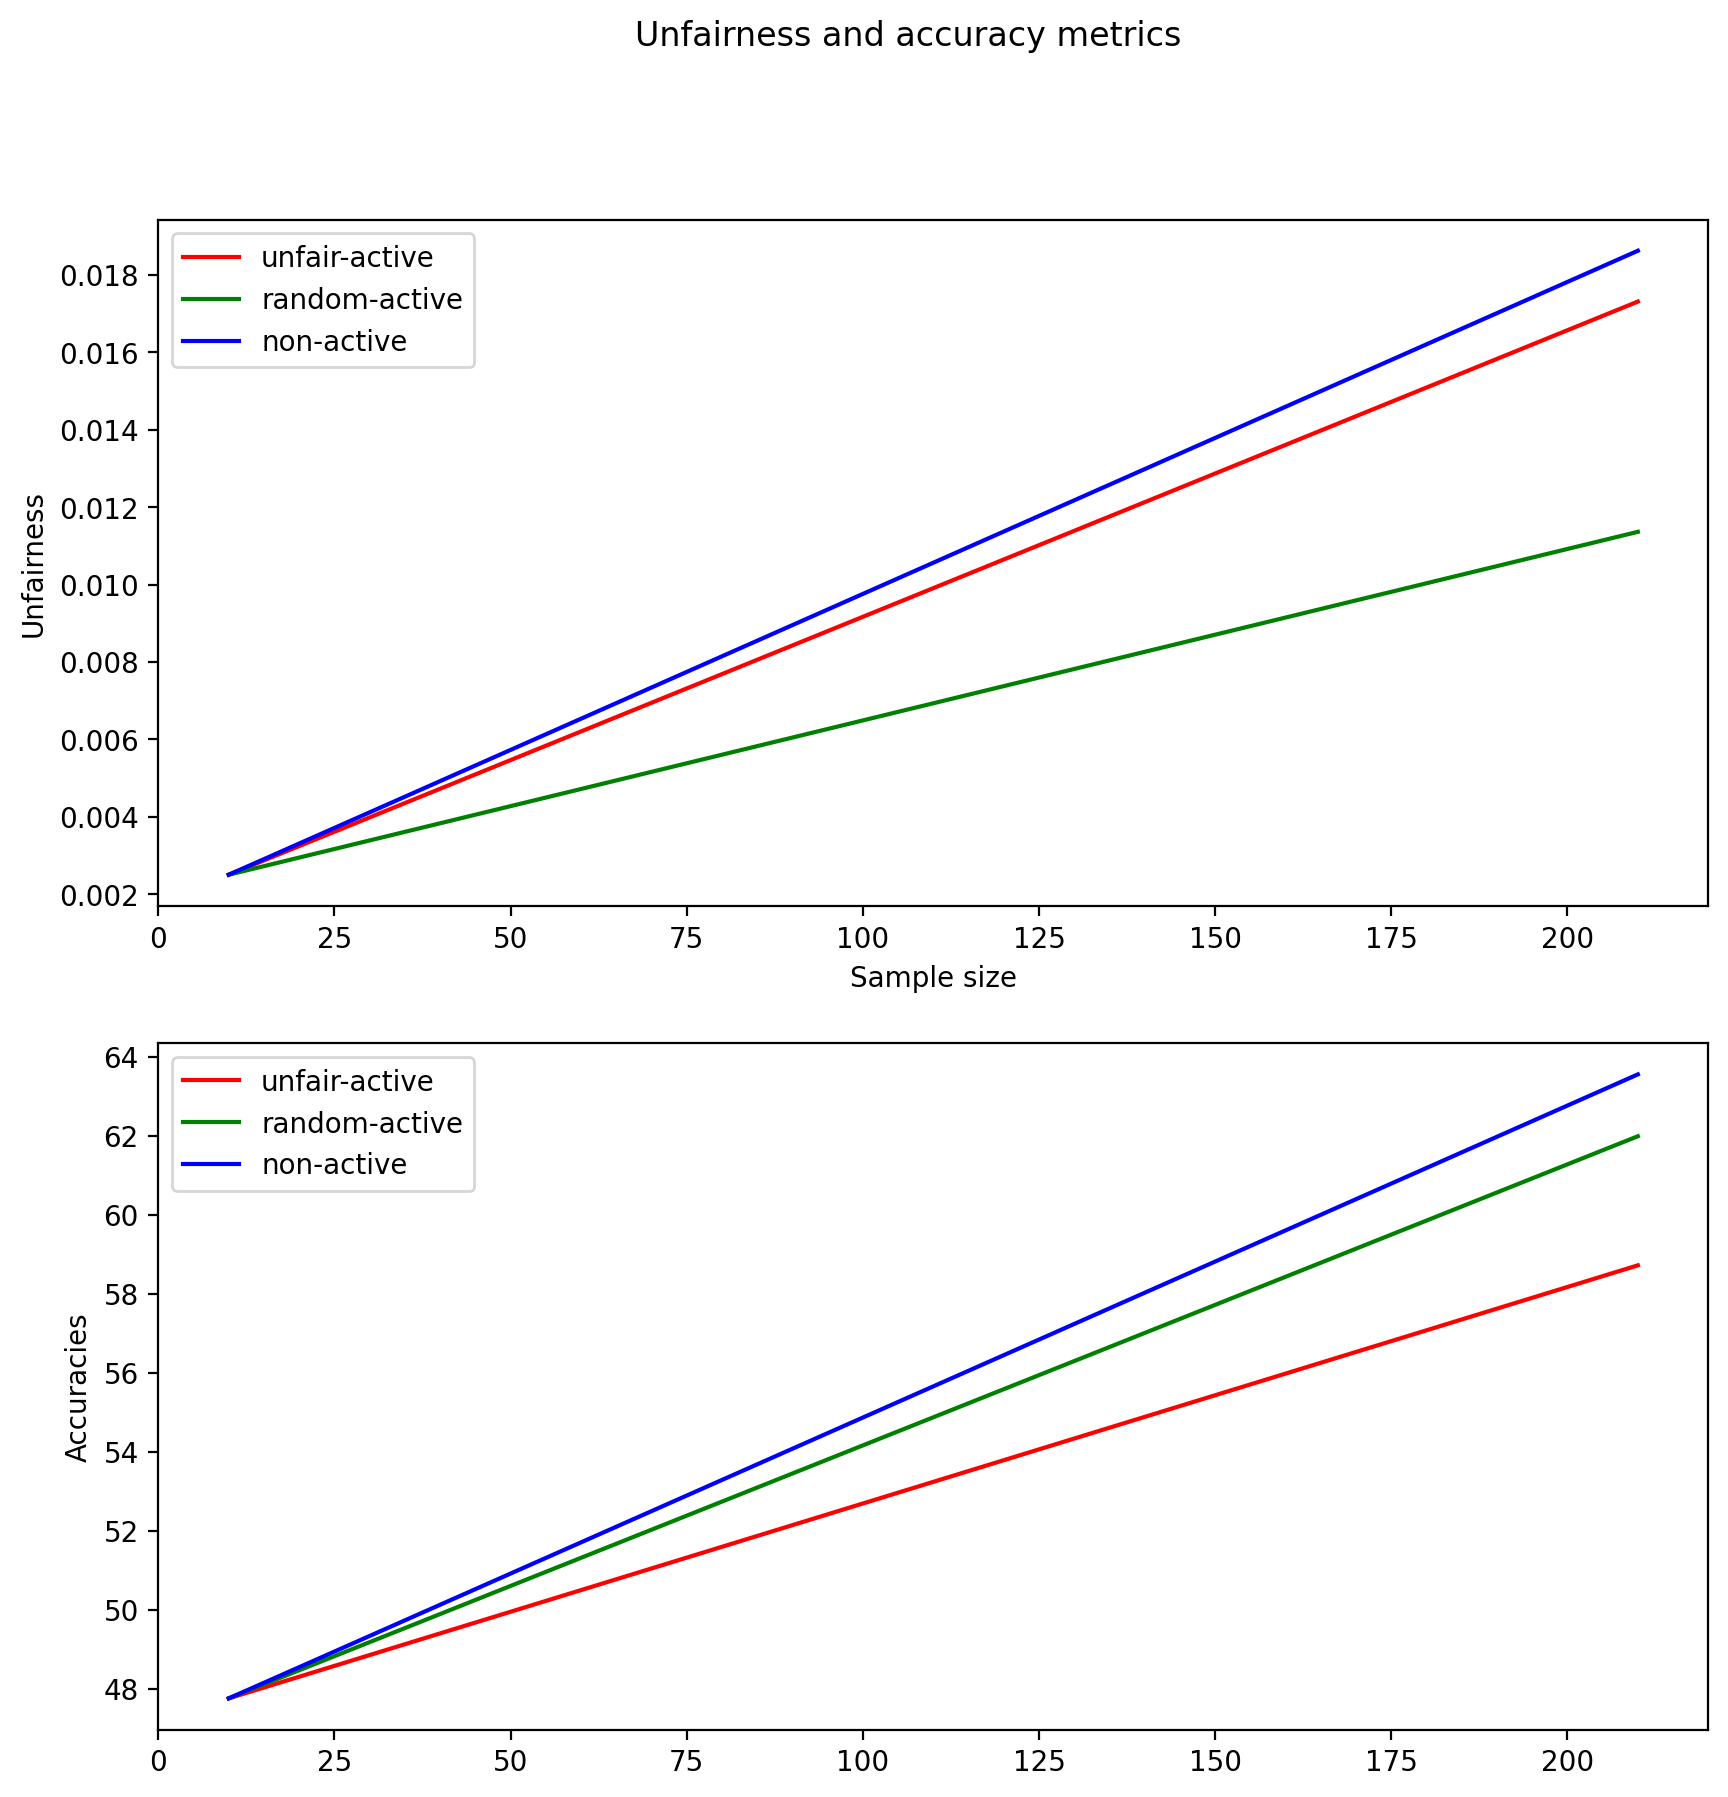 Unfairness and accuracy metrics
unfair-active
random-active
non-active
0.018
0.016
0.014
0.012
0.010
0.008
0.006
0.004
0.002
Unfairness
0 25 50 75 100 125 150 175 200
Sample size
unfair-active
random-active
non-active
64
62
60
58
56
54
52
50
48
Accuracies
0 25 50 75 100 125 150 175 200